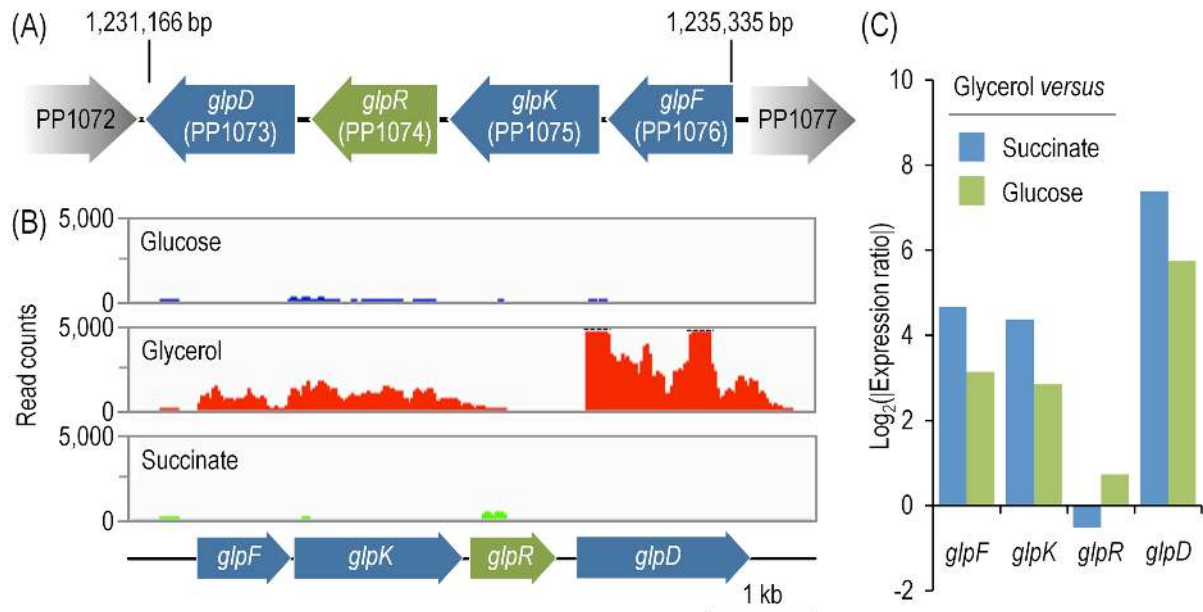 (A)
1,231,166 bp
1,235,335 bp
PP1072
glpD
(PP1073)
glpR
(PP1074)
glpK
(PP1075)
glpF
(PP1076)
PP1077
(B)
Read counts
5,000
0
Glucose
5,000
0
Glycerol
5,000
0
Succinate
glpF
glpK
glpR
glpD
1 kb
(C)
Glycerol versus
Succinate
Glucose
Log2(|Expression ratio|)
10
8
6
4
2
0
-2
glpF
glpK
glpR
glpD